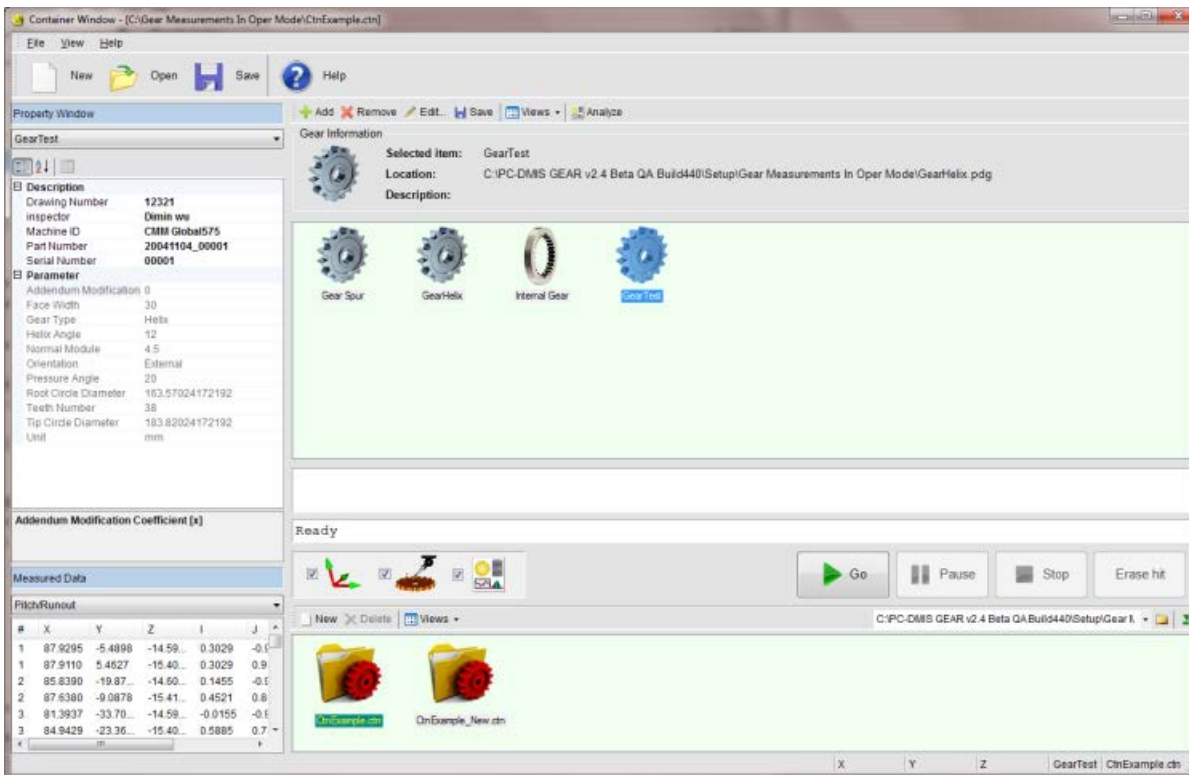 Container Window - [C:\Gear Measurements In Oper Mode\CtnExample.ctn]
File View Help
New Open Save Help
Property Window
GearTest
Description
Drawing Number 12321
inspector Dimin wu
Machine ID CMM Global575
Part Number 20041104_00001
Serial Number 00001
Parameter
Addendum Modification 0
Face Width 30
Gear Type Helix
Helix Angle 12
Normal Module 4.5
Orientation External
Pressure Angle 20
Root Circle Diameter 163.57024172192
Teeth Number 38
Tip Circle Diameter 183.82024172192
Unit mm
Addendum Modification Coefficient [x]
Measured Data
Pitch/Runout
# X Y Z I J
1 87.9295 -5.4898 -14.59... 0.3029
1 87.9110 5.4627 -15.40... 0.3029 0.9
2 85.8390 -19.87... -14.60... 0.1455
2 87.6380 -9.0878 -15.41... 0.4521 0.8
3 81.3937 -33.70... -14.59... -0.0155
3 84.9429 -23.36... -15.40... 0.5885 0.7
Add Remove Edit.. Save Views Analyze
Gear Information
Selected item: GearTest
Location: C:\PC-DMIS GEAR v2.4 Beta QA Build440\Setup\Gear Measurements In Oper Mode\GearHelix.pdg
Description:
Gear Spur GearHelix Internal Gear GearTest
Ready
Go Pause Stop Erase hit
New Delete Views C:\PC-DMIS GEAR v2.4 Beta QA Build440\Setup\Gear
CtnExample.ctn CtnExample_New.ctn
X Y Z GearTest CtnExample.ctn